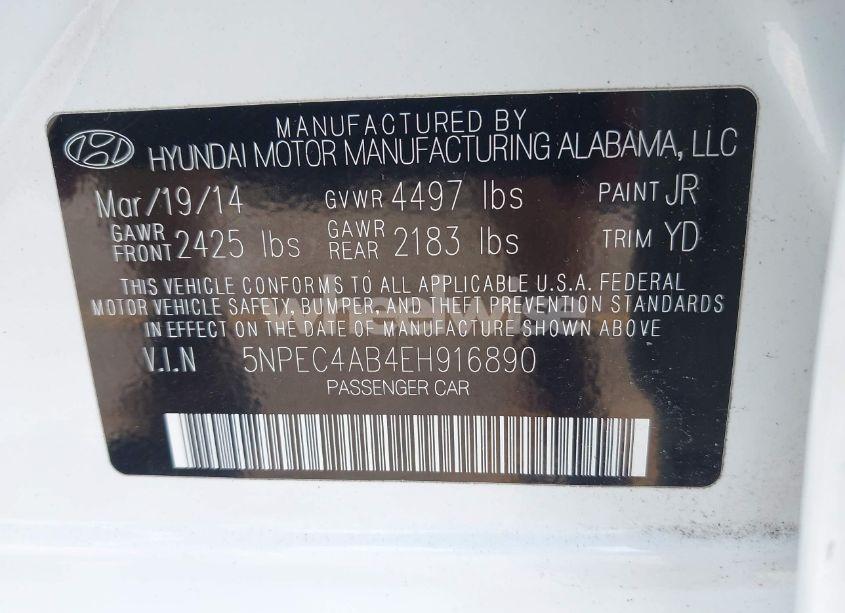 MANUFACTURED BY
HYUNDAI MOTOR MANUFACTURING ALABAMA, LLC
Mar/19/14 GVWR 4497 lbs PAINT JR
GAWR FRONT 2425 lbs GAWR REAR 2183 lbs TRIM YD
THIS VEHICLE CONFORMS TO ALL APPLICABLE U.S.A. FEDERAL
MOTOR VEHICLE SAFETY, BUMPER, AND THEFT PREVENTION STANDARDS
IN EFFECT ON THE DATE OF MANUFACTURE SHOWN ABOVE
V.I.N 5NPEC4AB4EH916890
PASSENGER CAR